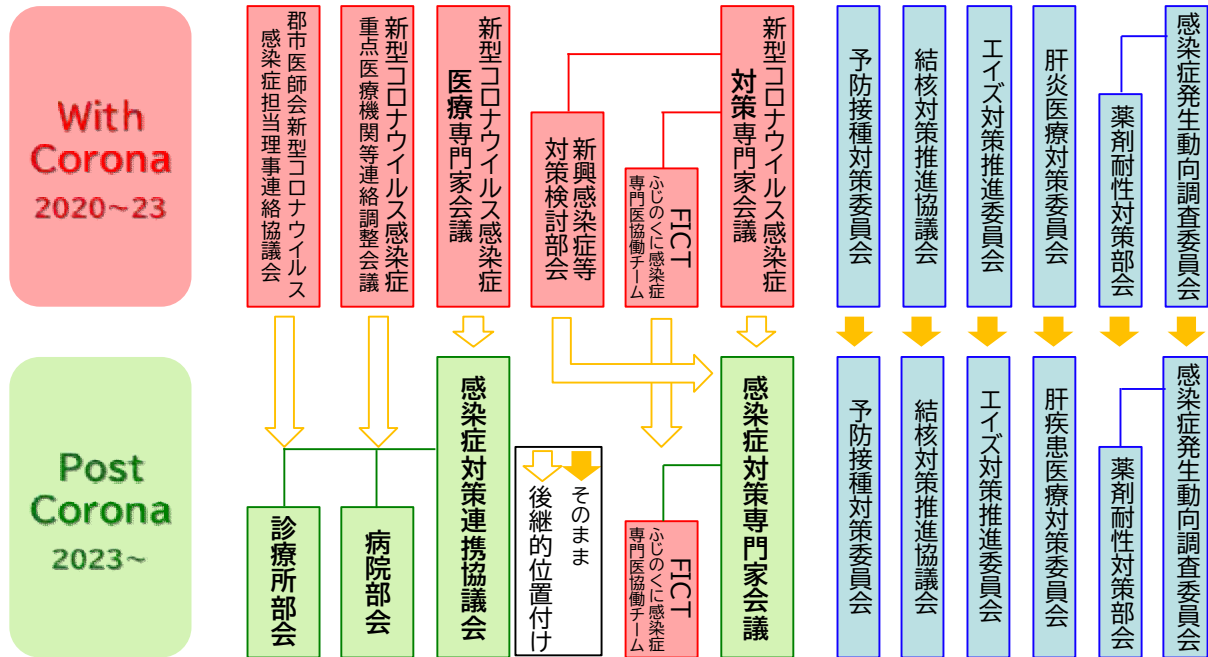 With
Corona
2020~23
郡市医師会新型コロナウイルス
感染症担当理事連絡協議会
新型コロナウイルス感染症
重点医療機関等連絡調整会議
新型コロナウイルス感染症
医療専門家会議
新興感染症等
対策検討部会
FICT
ふじのくに感染症
専門医協働チーム
新型コロナウイルス感染症
対策専門家会議
予防接種対策委員会
結核対策推進協議会
エイズ対策推進委員会
肝炎医療対策委員会
薬剤耐性対策部会
感染症発生動向調査委員会
Post
Corona
2023~
診療所部会
病院部会
感染症対策連携協議会
そのまま
後継的位置付け
FICT
ふじのくに感染症
専門医協働チーム
感染症対策専門家会議
予防接種対策委員会
結核対策推進協議会
エイズ対策推進委員会
肝疾患医療対策委員会
薬剤耐性対策部会
感染症発生動向調査委員会